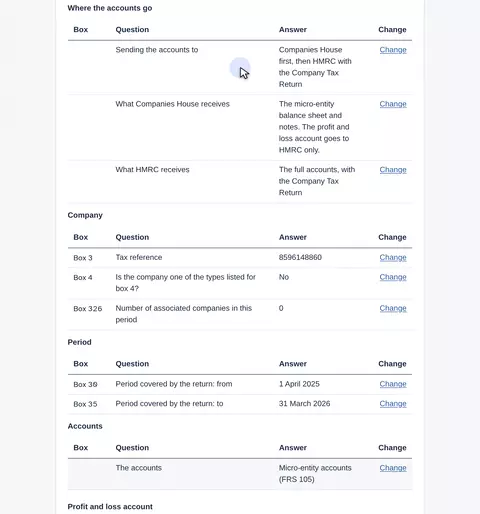 Where the accounts go
Box Question Answer Change
Sending the accounts to Companies House Change
first, then HMRC with
the Company Tax
Return
What Companies House receives The micro-entity Change
balance sheet and
notes. The profit and
loss account goes to
HMRC only.
What HMRC receives The full accounts, with Change
the Company Tax
Return
Company
Box Question Answer Change
Box 3 Tax reference 8596148860 Change
Box 4 Is the company one of the types listed for No Change
box 4?
Box 326 Number of associated companies in this 0 Change
period
Period
Box Question Answer Change
Box 30 Period covered by the return: from 1 April 2025 Change
Box 35 Period covered by the return: to 31 March 2026 Change
Accounts
Box Question Answer Change
The accounts Micro-entity accounts Change
(FRS 105)
Profit and loss account